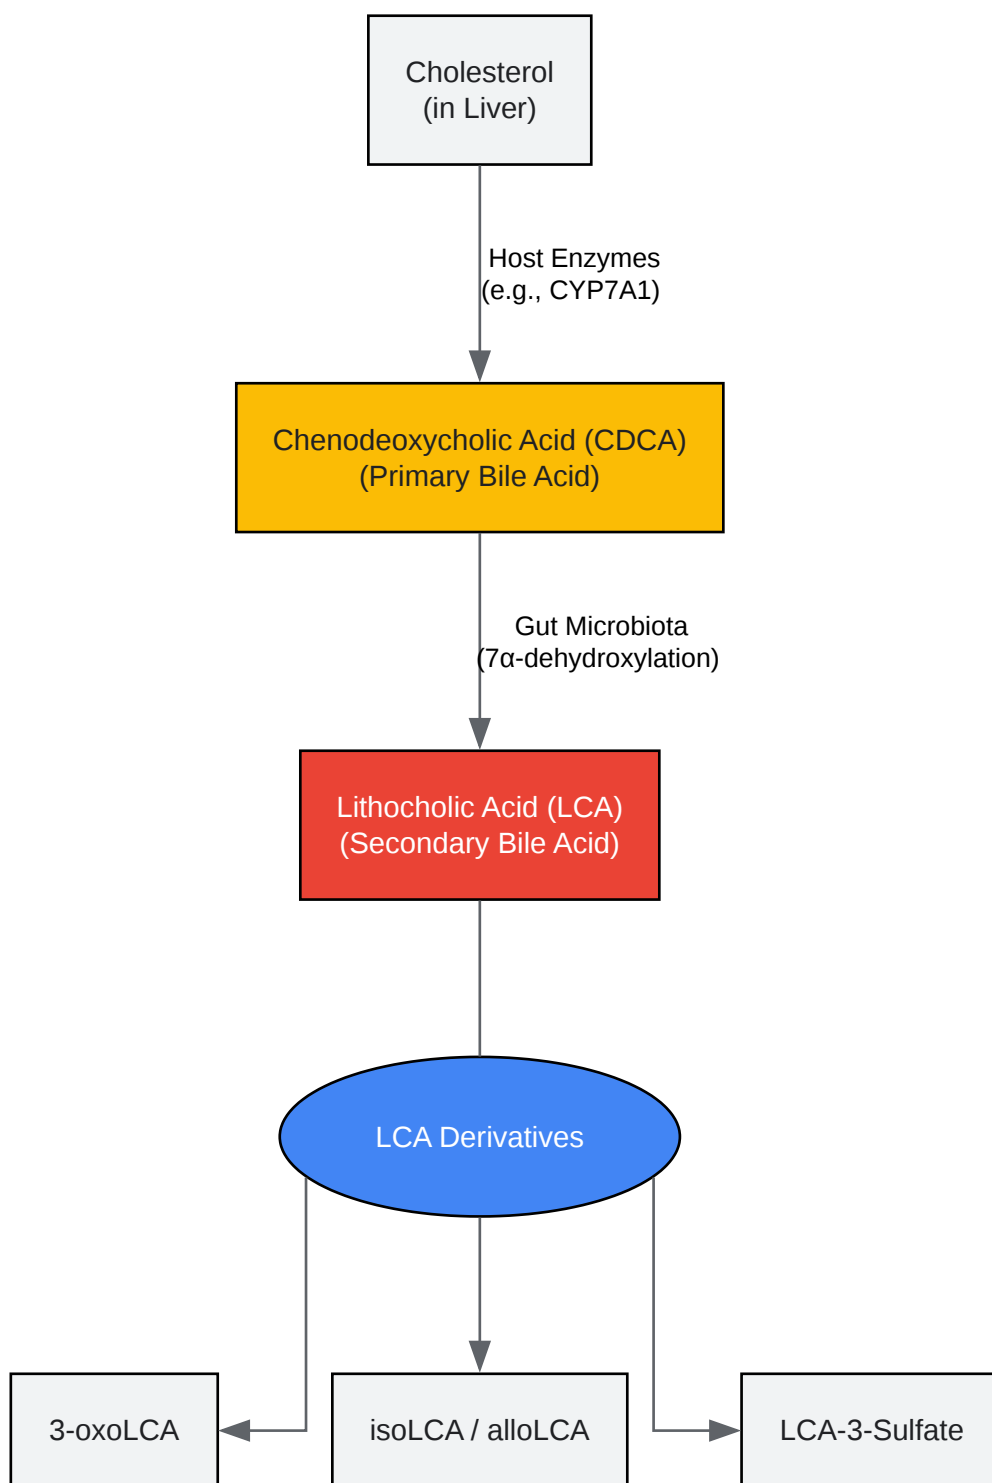 Cholesterol
(in Liver)
Host Enzymes
(e.g., CYP7A1)
Chenodeoxycholic Acid (CDCA)
(Primary Bile Acid)
Gut Microbiota
(7α-dehydroxylation)
Lithocholic Acid (LCA)
(Secondary Bile Acid)
LCA Derivatives
3-oxoLCA
isoLCA / alloLCA
LCA-3-Sulfate